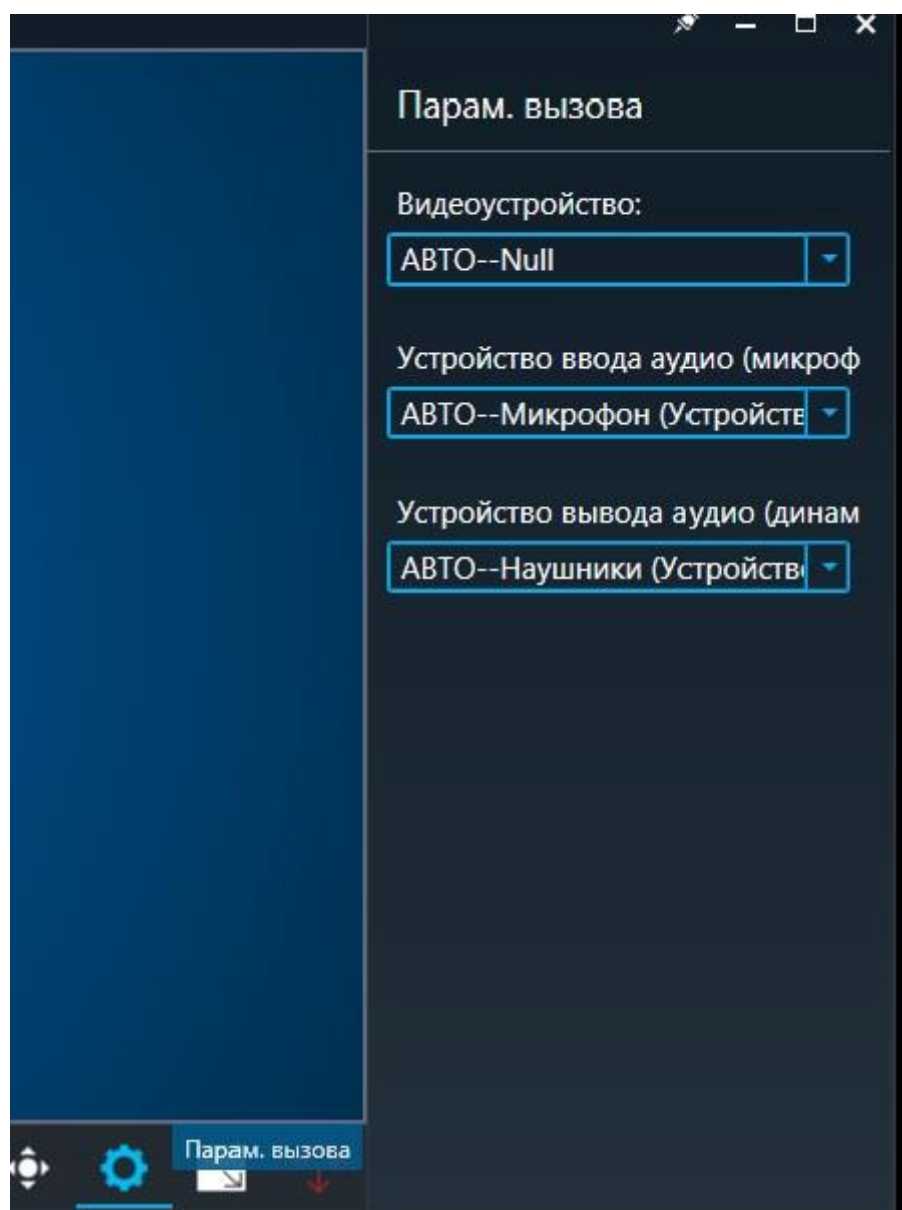 Парам. вызова
Видеоустройство:
АВТО--Null
Устройство ввода аудио (микроф
АВТО--Микрофон (Устройств
Устройство вывода аудио (динам
АВТО--Наушники (Устройств
Парам. вызова